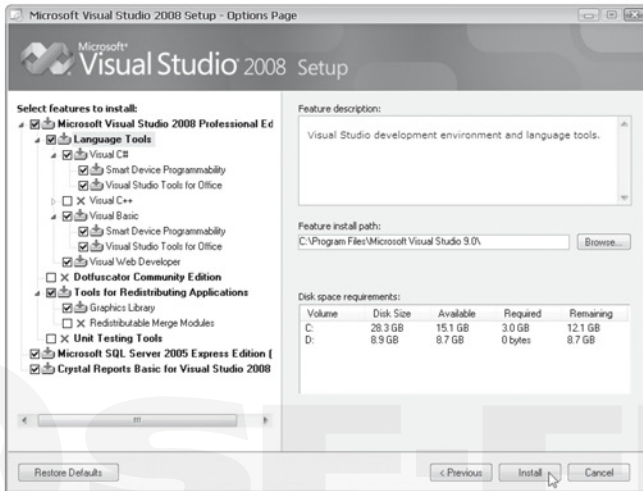 Microsoft Visual Studio 2008 Setup - Options Page
Microsoft®
Visual Studio® 2008 Setup
Select features to install:
Microsoft Visual Studio 2008 Professional Ed
Language Tools
Visual C#
Smart Device Programmability
Visual Studio Tools for Office
Visual C++
Visual Basic
Smart Device Programmability
Visual Studio Tools for Office
Visual Web Developer
Dotfuscator Community Edition
Tools for Redistributing Applications
Graphics Library
Redistributable Merge Modules
Unit Testing Tools
Microsoft SQL Server 2005 Express Edition (
Crystal Reports Basic for Visual Studio 2008
Feature description:
Visual Studio development environment and language tools.
Feature install path:
C:\Program Files\Microsoft Visual Studio 9.0\
Browse...
Disk space requirements:
Volume Disk Size Available Required Remaining
C: 28.3 GB 15.1 GB 3.0 GB 12.1 GB
D: 8.9 GB 8.7 GB 0 bytes 8.7 GB
Restore Defaults
< Previous
Install
Cancel